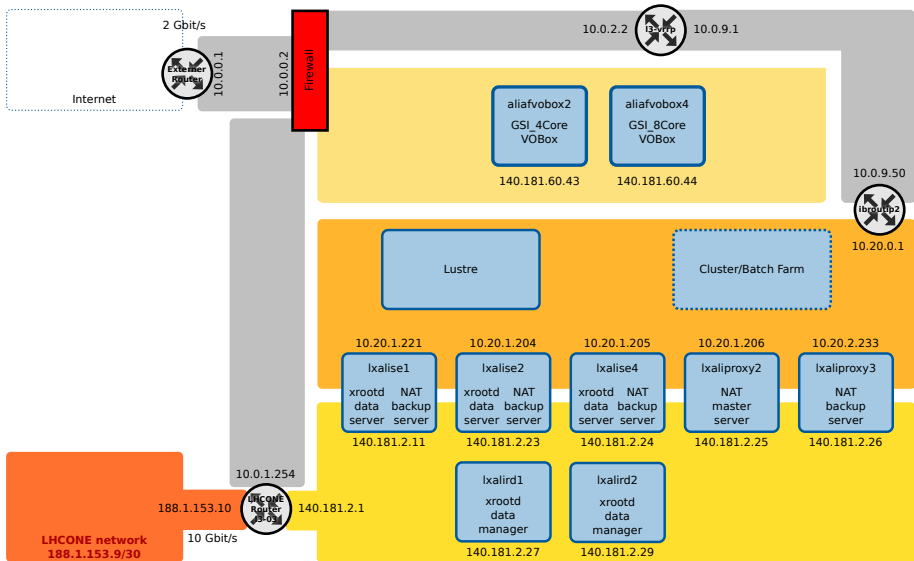 2 Gbit/s
Externer
Router
Internet
10.0.0.1
10.0.0.2
Firewall
10.0.2.2
l3-vrrp
10.0.9.1
aliafvobox2
GSI_4Core
VOBox
140.181.60.43
aliafvobox4
GSI_8Core
VOBox
140.181.60.44
10.0.9.50
ibroutip2
10.20.0.1
Lustre
Cluster/Batch Farm
10.20.1.221
lxalise1
xrootd NAT
data backup
server server
140.181.2.11
10.20.1.204
lxalise2
xrootd NAT
data backup
server server
140.181.2.23
10.20.1.205
lxalise4
xrootd NAT
data backup
server server
140.181.2.24
10.20.1.206
lxaliproxy2
NAT
master
server
140.181.2.25
10.20.2.233
lxaliproxy3
NAT
backup
server
140.181.2.26
lxalird1
xrootd
data
manager
140.181.2.27
lxalird2
xrootd
data
manager
140.181.2.29
10.0.1.254
188.1.153.10
LHCONE
Router
l3-03
140.181.2.1
10 Gbit/s
LHCONE network
188.1.153.9/30